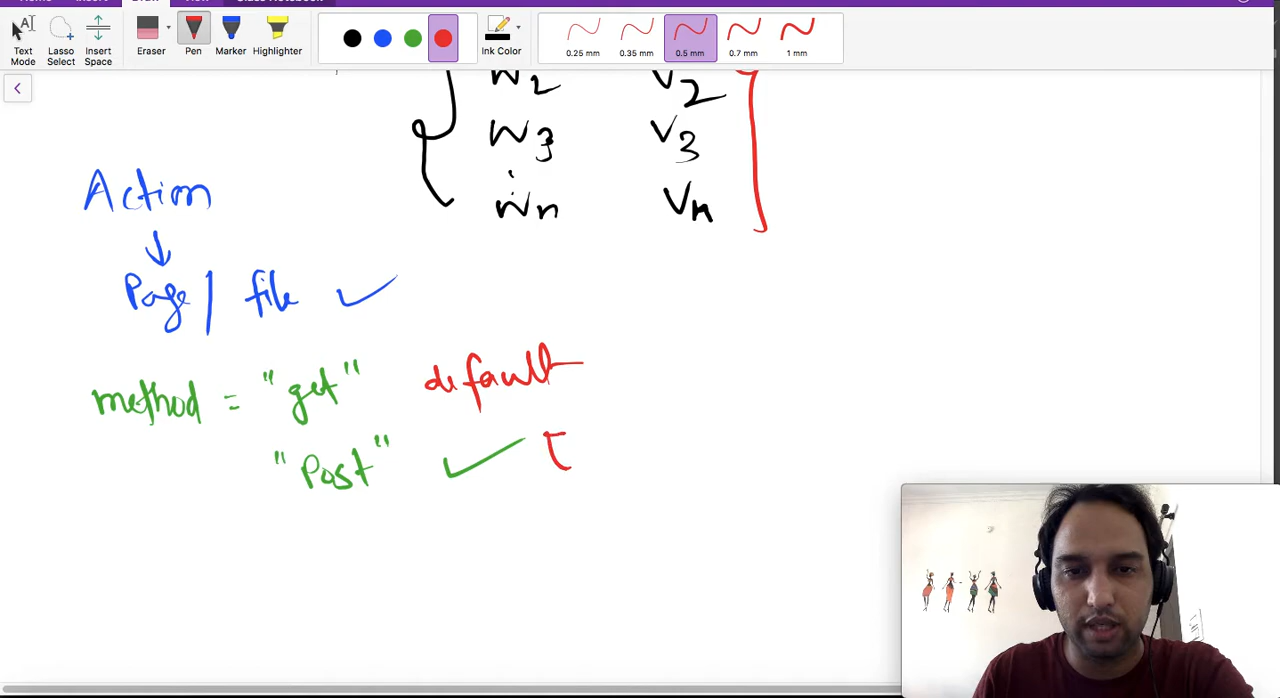 Text Mode
Lasso Select
Insert Space
Eraser
Pen
Marker
Highlighter
Ink Color
0.25 mm
0.35 mm
0.5 mm
0.7 mm
1 mm
W2 V2
W3 V3
Wn Vn
Action
Page | file
method = "get" default
"Post"